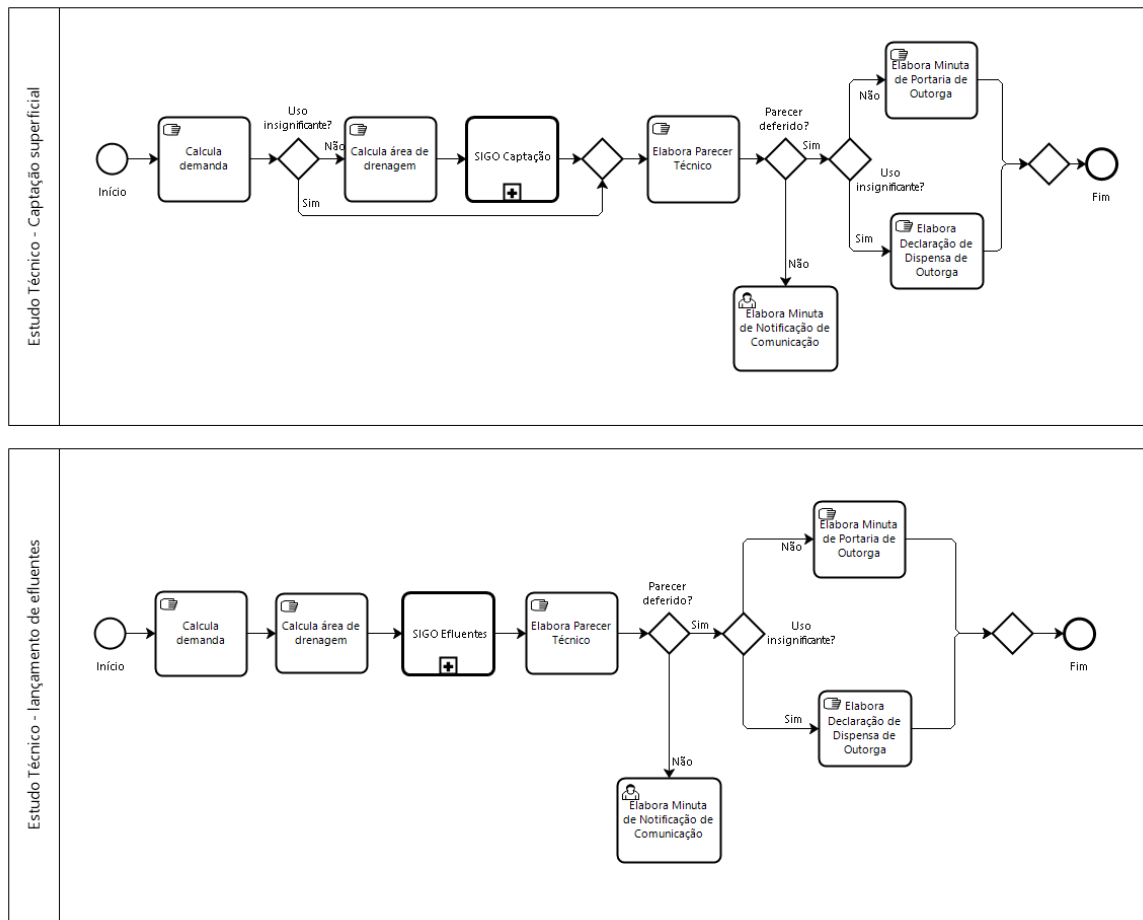 Estudo Técnico - Captação superficial
Início
Calcula
demanda
Uso
insignificante?
Não
Sim
Calcula área de
drenagem
SIGO Captação
Elabora Parecer
Técnico
Parecer
deferido?
Sim
Não
Elabora Minuta
de Notificação de
Comunicação
Uso
insignificante?
Não
Sim
Elabora Minuta
de Portaria de
Outorga
Elabora
Declaração de
Dispensa de
Outorga
Fim
Estudo Técnico - lançamento de efluentes
Início
Calcula
demanda
Calcula área de
drenagem
SIGO Efluentes
Elabora Parecer
Técnico
Parecer
deferido?
Sim
Não
Elabora Minuta
de Notificação de
Comunicação
Uso
insignificante?
Não
Sim
Elabora Minuta
de Portaria de
Outorga
Elabora
Declaração de
Dispensa de
Outorga
Fim